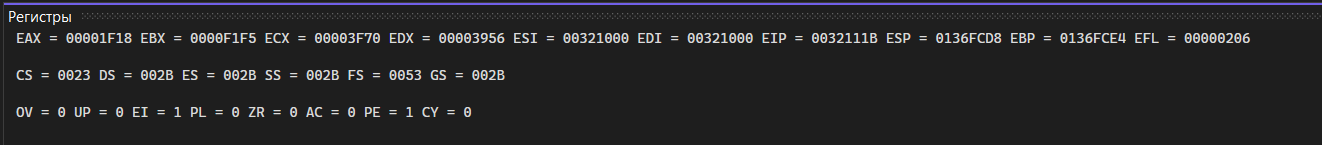 Регистры
EAX = 00001F18 EBX = 0000F1F5 ECX = 00003F70 EDX = 00003956 ESI = 00321000 EDI = 00321000 EIP = 0032111B ESP = 0136FCD8 EBP = 0136FCE4 EFL = 00000206
CS = 0023 DS = 002B ES = 002B SS = 002B FS = 0053 GS = 002B
OV = 0 UP = 0 EI = 1 PL = 0 ZR = 0 AC = 0 PE = 1 CY = 0